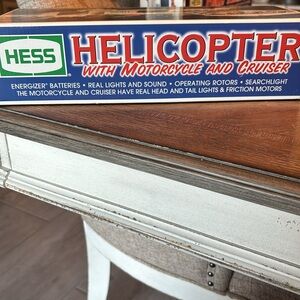 HESS
HELICOPTER
WITH MOTORCYCLE AND CRUISER
ENERGIZER® BATTERIES • REAL LIGHTS AND SOUND • OPERATING ROTORS • SEARCHLIGHT
THE MOTORCYCLE AND CRUISER HAVE REAL HEAD AND TAIL LIGHTS & FRICTION MOTORS